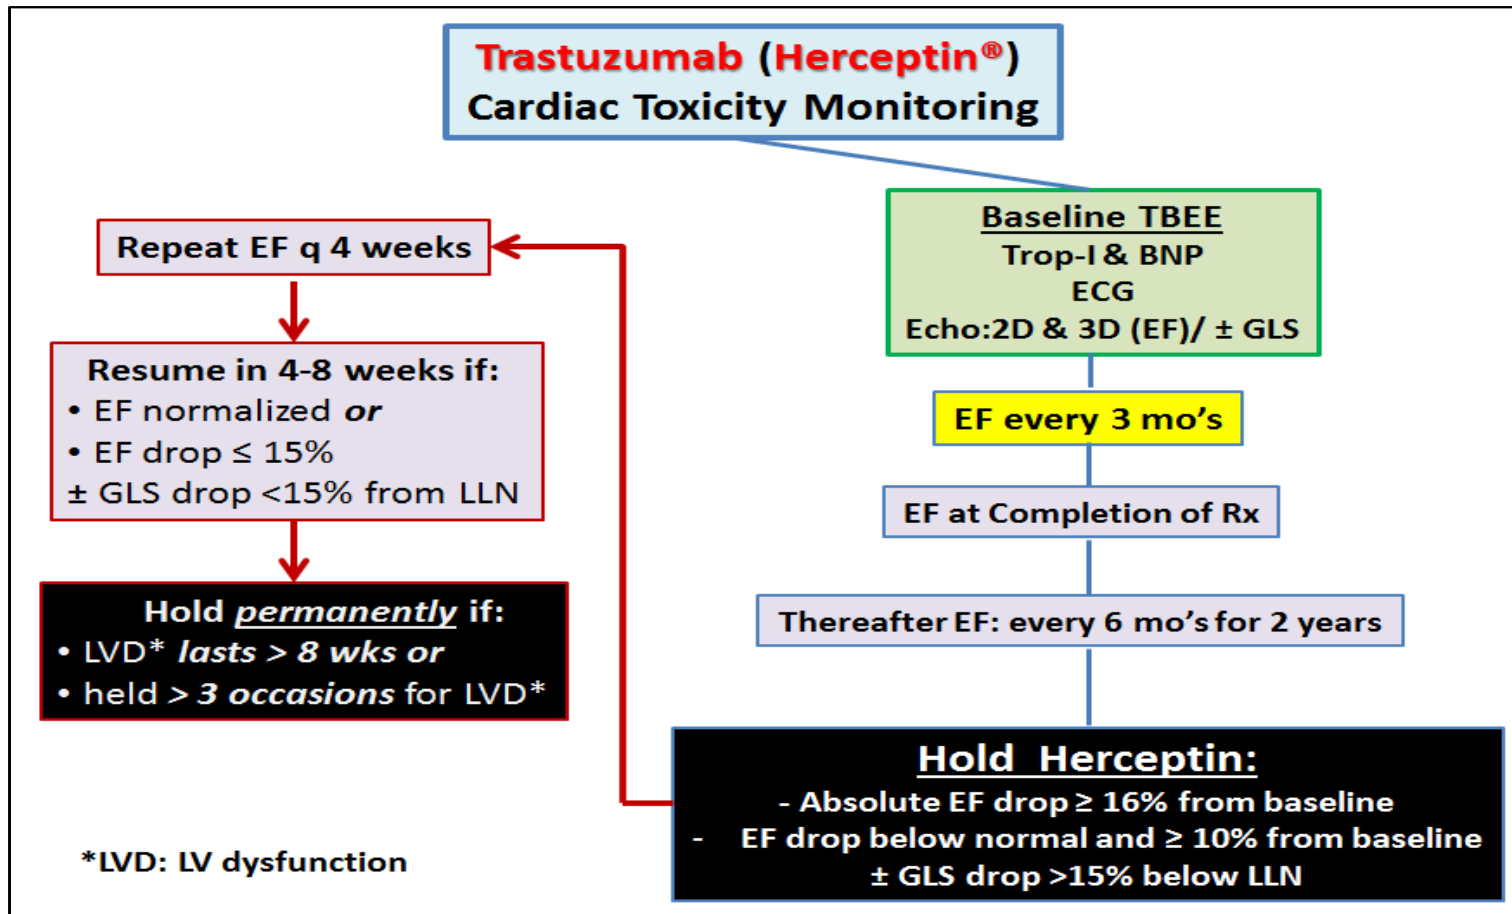 Trastuzumab (Herceptin®)
Cardiac Toxicity Monitoring
Baseline TBEE
Trop-I & BNP
ECG
Echo:2D & 3D (EF)/ ± GLS
EF every 3 mo’s
EF at Completion of Rx
Thereafter EF: every 6 mo’s for 2 years
Hold Herceptin:
- Absolute EF drop ≥ 16% from baseline
- EF drop below normal and ≥ 10% from baseline
± GLS drop >15% below LLN
Repeat EF q 4 weeks
Resume in 4-8 weeks if:
• EF normalized or
• EF drop ≤ 15%
± GLS drop <15% from LLN
Hold permanently if:
• LVD* lasts > 8 wks or
• held > 3 occasions for LVD*
*LVD: LV dysfunction